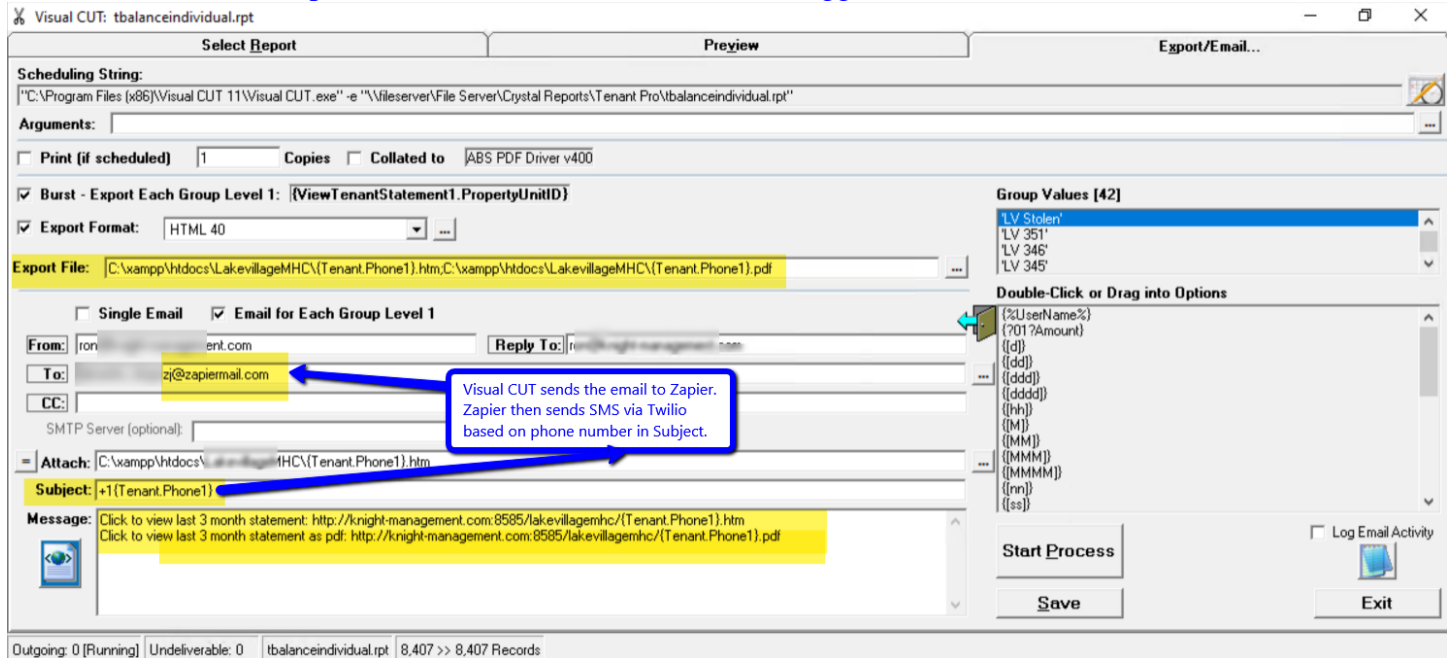 Visual CUT: tbalanceindividual.rpt
Select Report
Preview
Export/Email...
Scheduling String:
"C:\Program Files (x86)\Visual CUT 11\Visual CUT.exe" -e "\\fileserver\File Server\Crystal Reports\Tenant Pro\tbalanceindividual.rpt"
Arguments:
...
Print (if scheduled) 1 Copies Collated to ABS PDF Driver v400
Burst - Export Each Group Level 1: {ViewTenantStatement1.PropertyUnitID}
Export Format: HTML 40 ...
Export File: C:\xampp\htdocs\LakevillageMHC\{Tenant.Phone1}.htm;C:\xampp\htdocs\LakevillageMHC\{Tenant.Phone1}.pdf ...
Single Email Email for Each Group Level 1
From: ron ent.com Reply To:
To: zj@zapiermail.com ...
CC:
SMTP Server (optional):
= Attach: C:\xampp\htdocs\ HC\{Tenant.Phone1}.htm ...
Subject: +1{Tenant.Phone1}
Message: Click to view last 3 month statement: http://knight-management.com:8585/lakevillagemhc/{Tenant.Phone1}.htm
Click to view last 3 month statement as pdf: http://knight-management.com:8585/lakevillagemhc/{Tenant.Phone1}.pdf
Visual CUT sends the email to Zapier.
Zapier then sends SMS via Twilio
based on phone number in Subject.
Group Values [42]
'LV Stolen'
'LV 351'
'LV 346'
'LV 345'
Double-Click or Drag into Options
{%UserName%}
{?01?Amount}
{[d]}
{[dd]}
{[ddd]}
{[dddd]}
{[hh]}
{[M]}
{[MM]}
{[MMM]}
{[MMMM]}
{[nn]}
{[ss]}
Start Process
Log Email Activity
Save
Exit
Outgoing: 0 [Running] Undeliverable: 0 tbalanceindividual.rpt 8,407 >> 8,407 Records